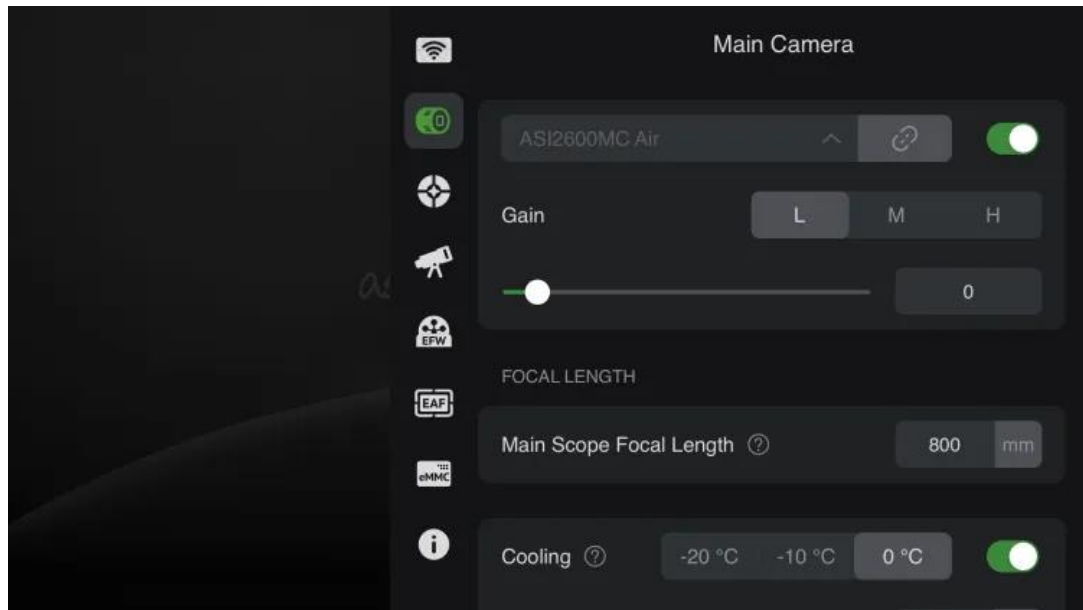 Main Camera
ASI2600MC Air
Gain L M H
0
EFW
FOCAL LENGTH
EAF
Main Scope Focal Length ? 800 mm
eMMC
i
Cooling ? -20 °C -10 °C 0 °C